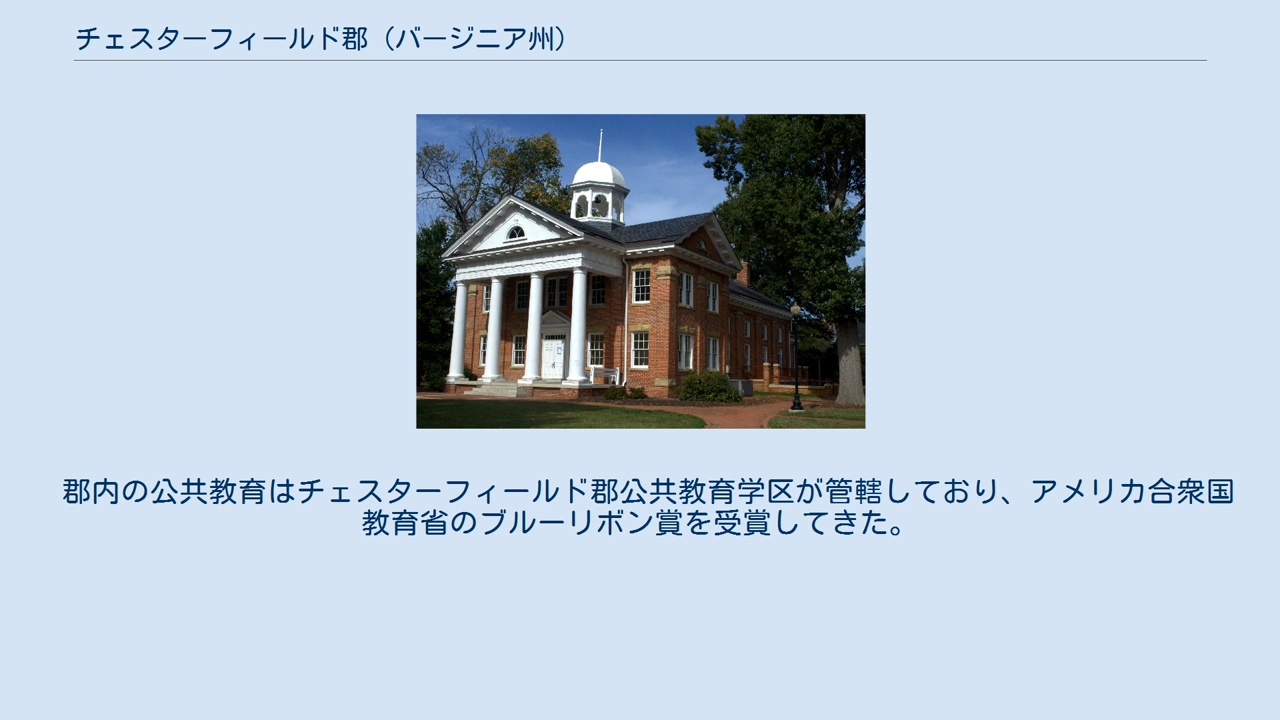 チェスターフィールド郡（バージニア州）
郡内の公共教育はチェスターフィールド郡公共教育学区が管轄しており、アメリカ合衆国
教育省のブルーリボン賞を受賞してきた。